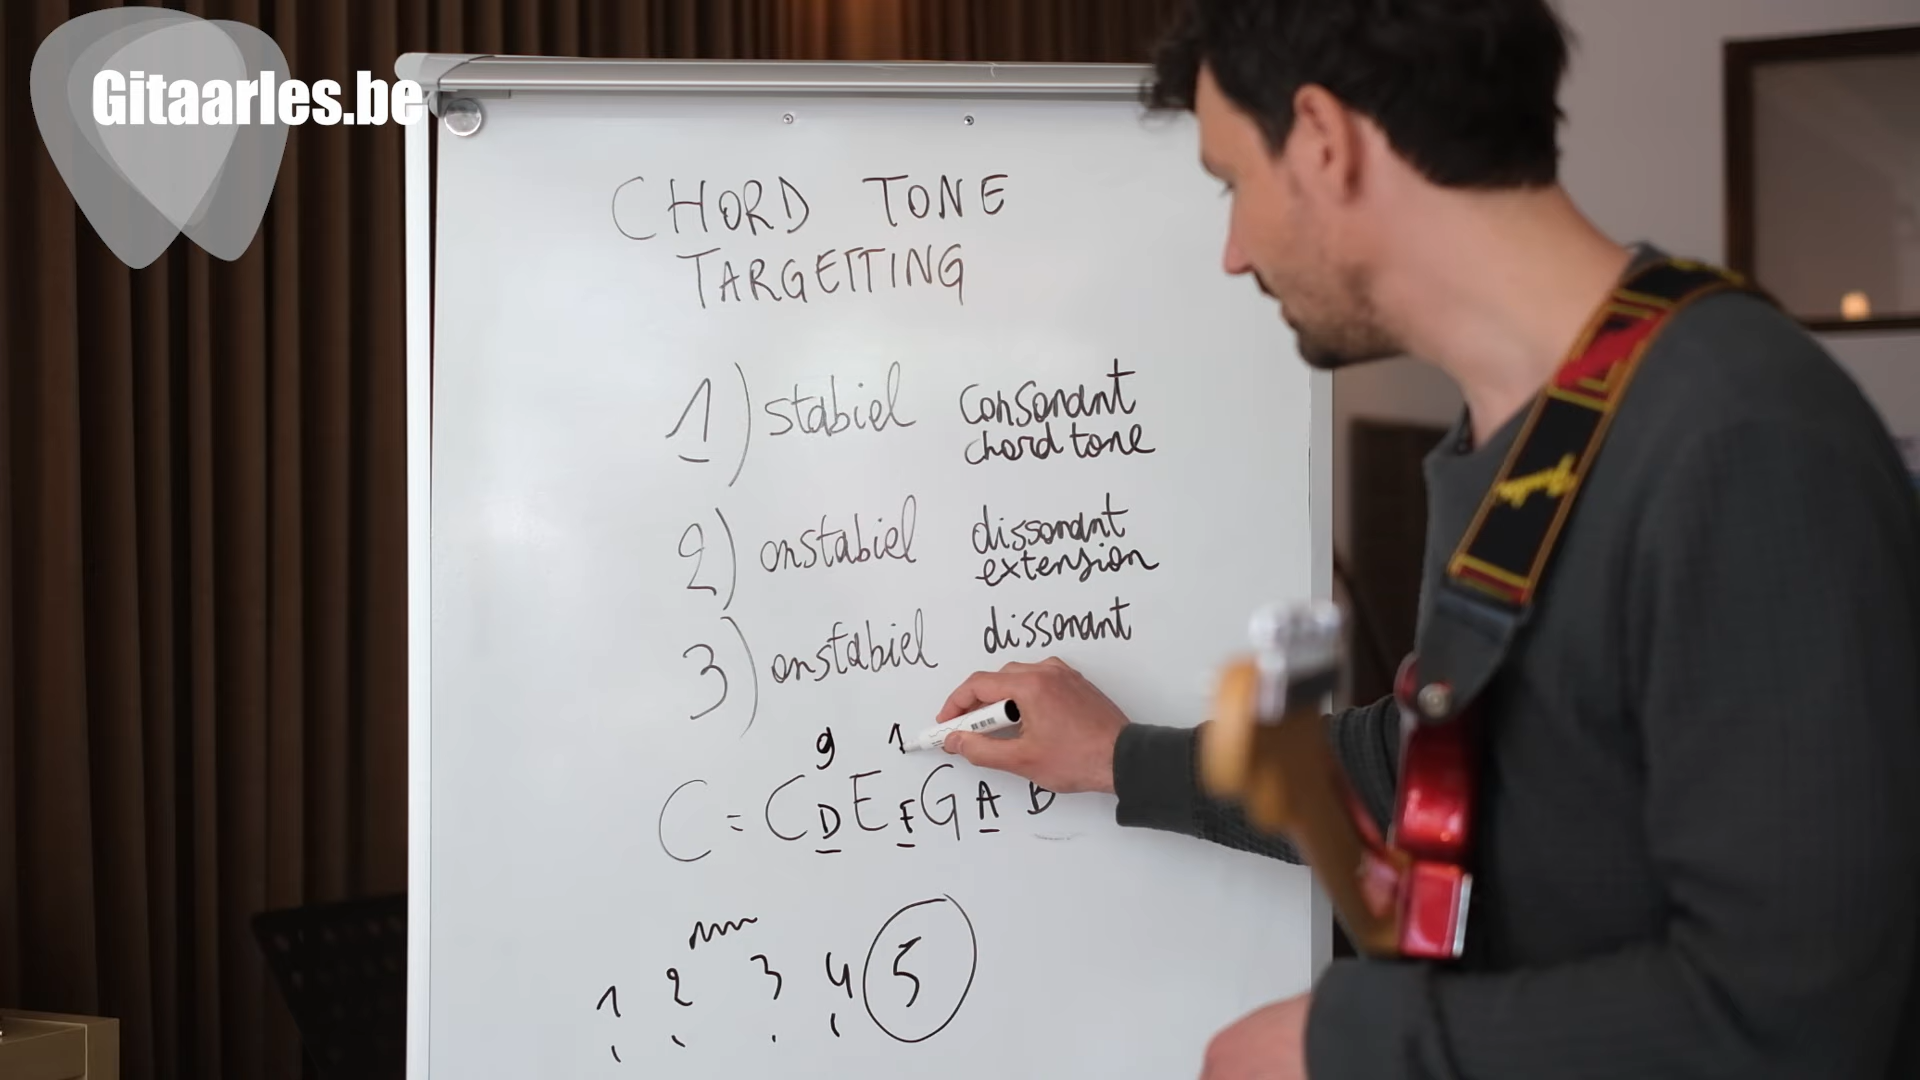 Gitaarles.be
CHORD TONE
TARGETTING
1) stabiel consonant
chord tone
2) onstabiel dissonant
extension
3) onstabiel dissonant
9 1
C = C D E F G A B
1 2 3 4 5